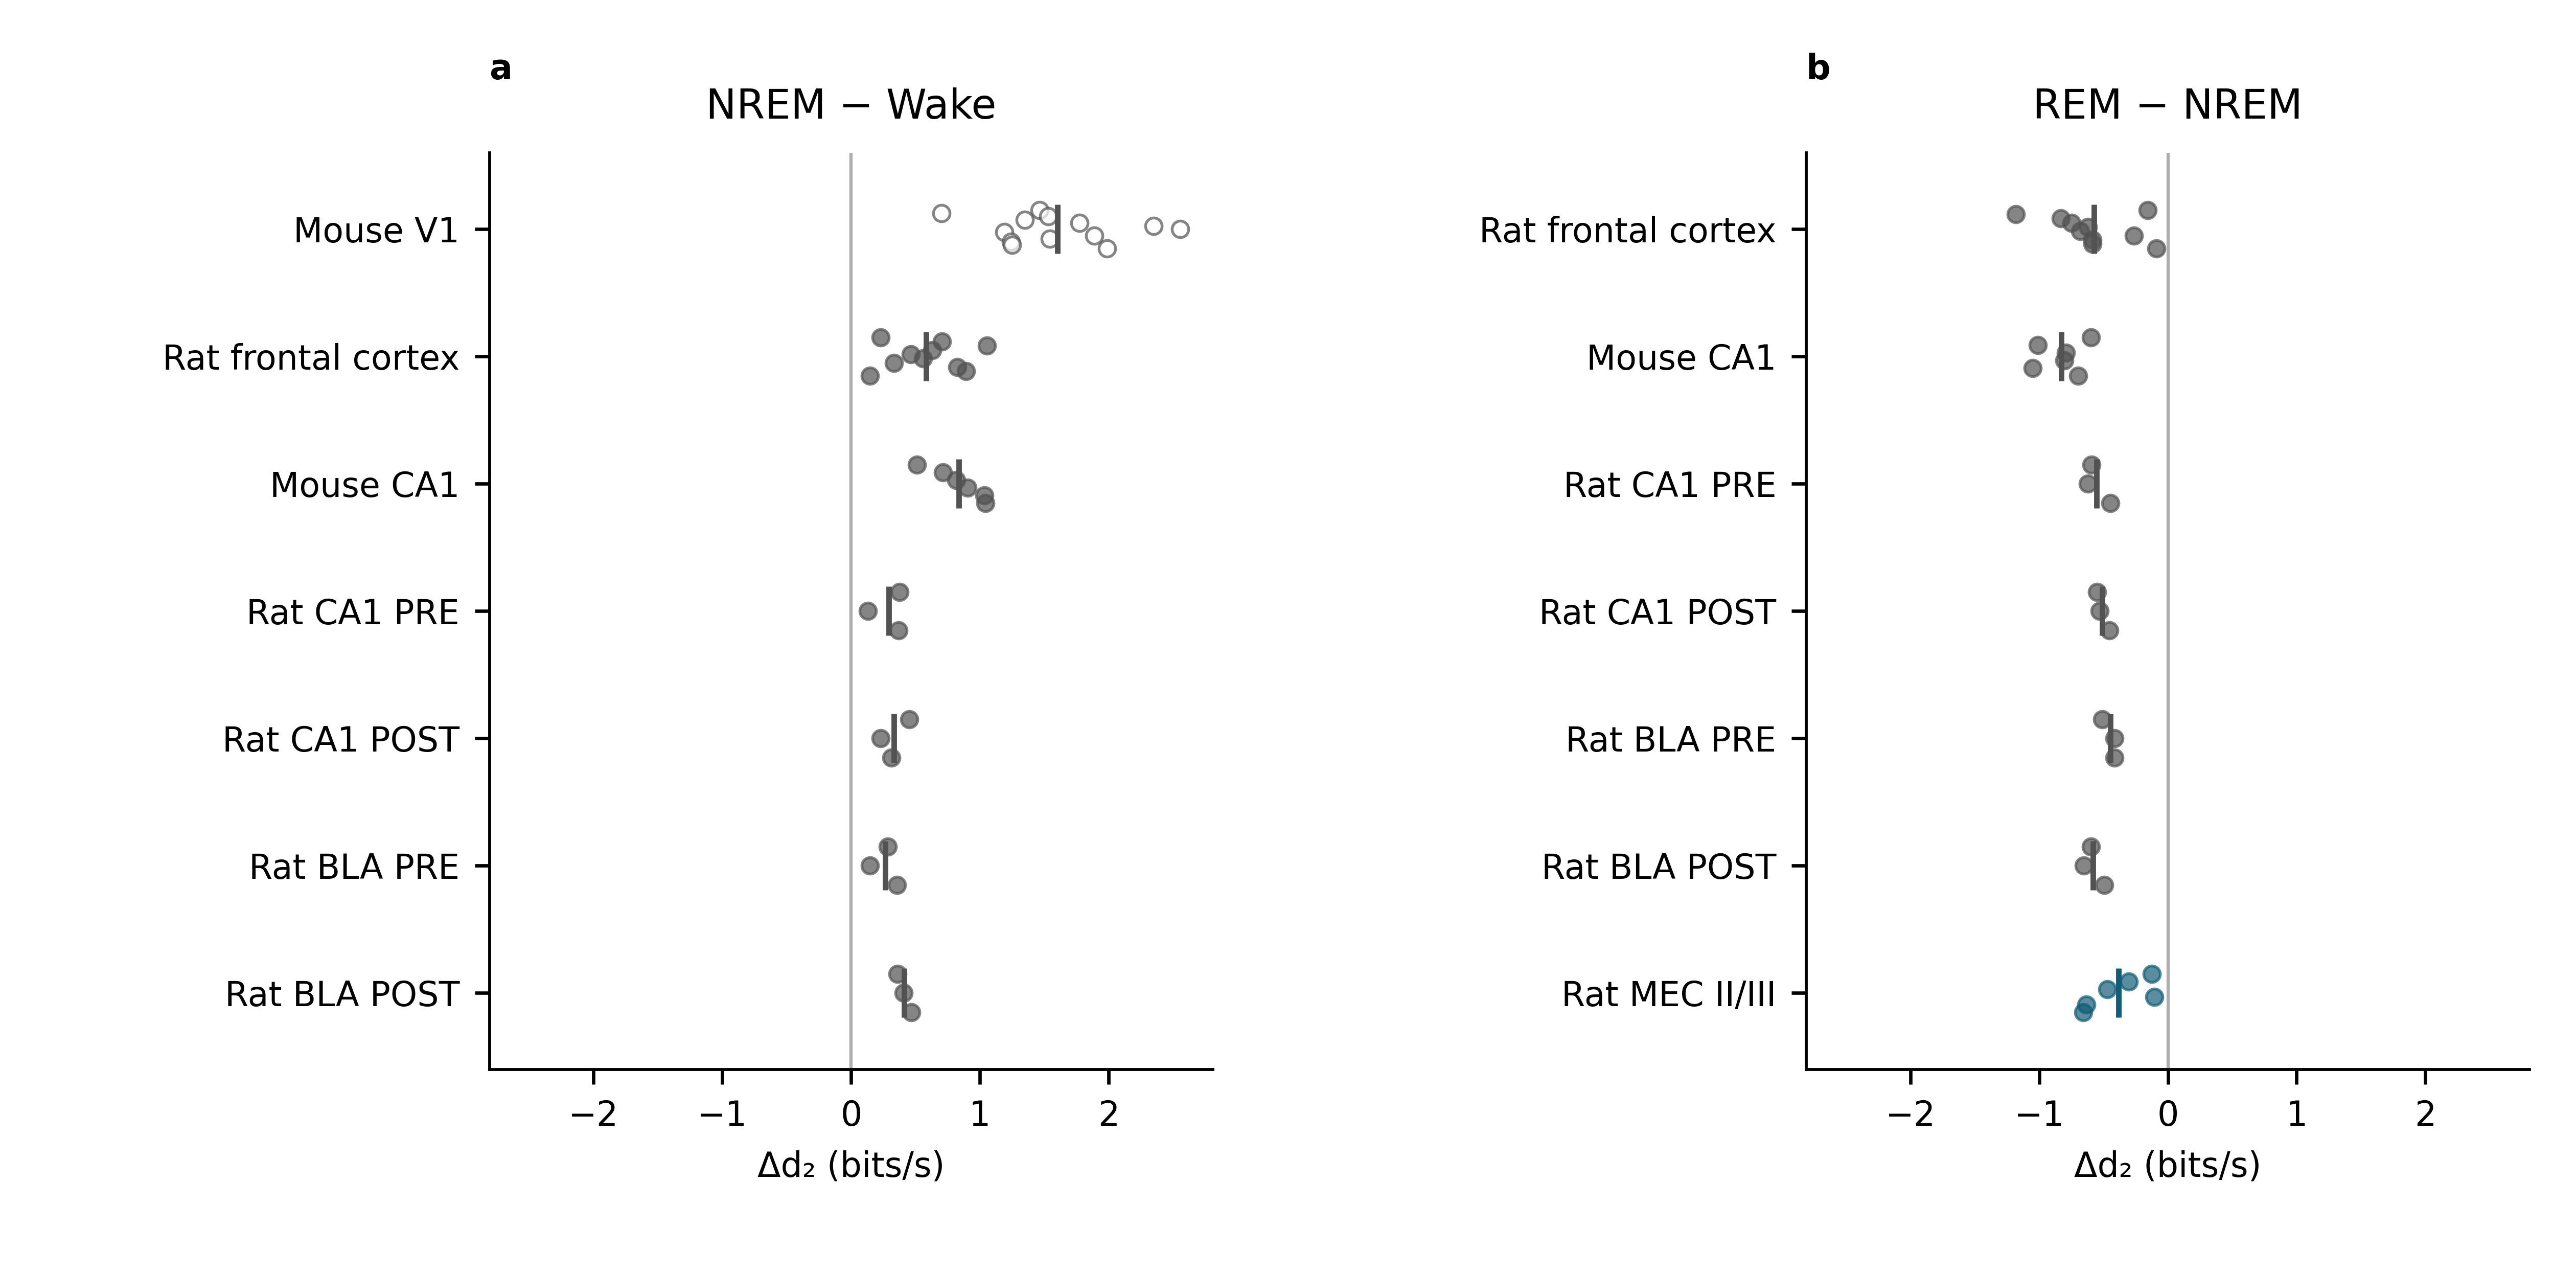 a
NREM − Wake
Mouse V1
Rat frontal cortex
Mouse CA1
Rat CA1 PRE
Rat CA1 POST
Rat BLA PRE
Rat BLA POST
−2 −1 0 1 2
Δd₂ (bits/s)
b
REM − NREM
Rat frontal cortex
Mouse CA1
Rat CA1 PRE
Rat CA1 POST
Rat BLA PRE
Rat BLA POST
Rat MEC II/III
−2 −1 0 1 2
Δd₂ (bits/s)